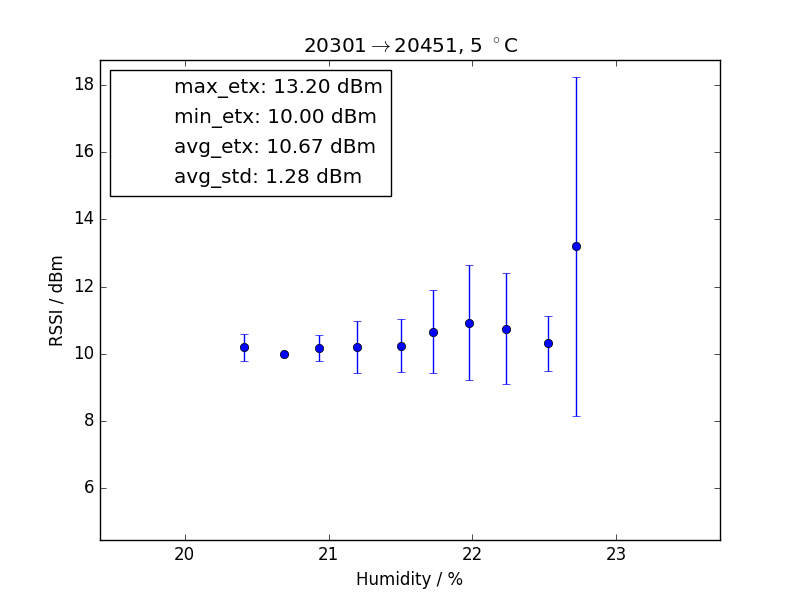 20301→20451, 5 °C
max_etx: 13.20 dBm
min_etx: 10.00 dBm
avg_etx: 10.67 dBm
avg_std: 1.28 dBm
RSSI / dBm
18
16
14
12
10
8
6
20 21 22 23
Humidity / %